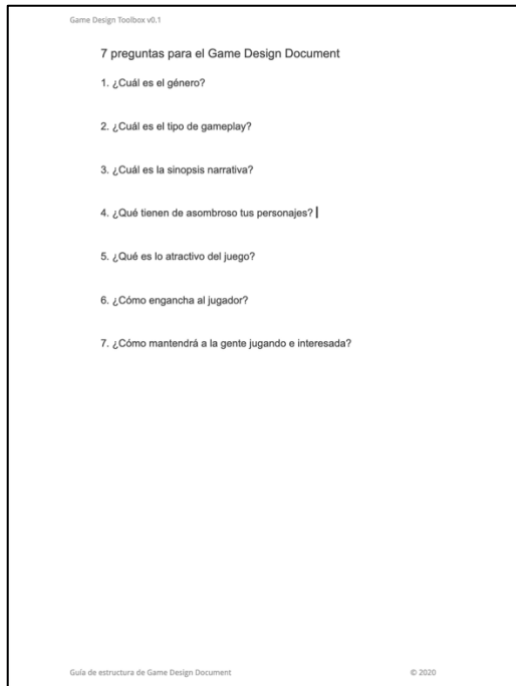 Game Design Toolbox v0.1
7 preguntas para el Game Design Document
1. ¿Cuál es el género?
2. ¿Cuál es el tipo de gameplay?
3. ¿Cuál es la sinopsis narrativa?
4. ¿Qué tienen de asombroso tus personajes?
5. ¿Qué es lo atractivo del juego?
6. ¿Cómo engancha al jugador?
7. ¿Cómo mantendrá a la gente jugando e interesada?
Guía de estructura de Game Design Document © 2020